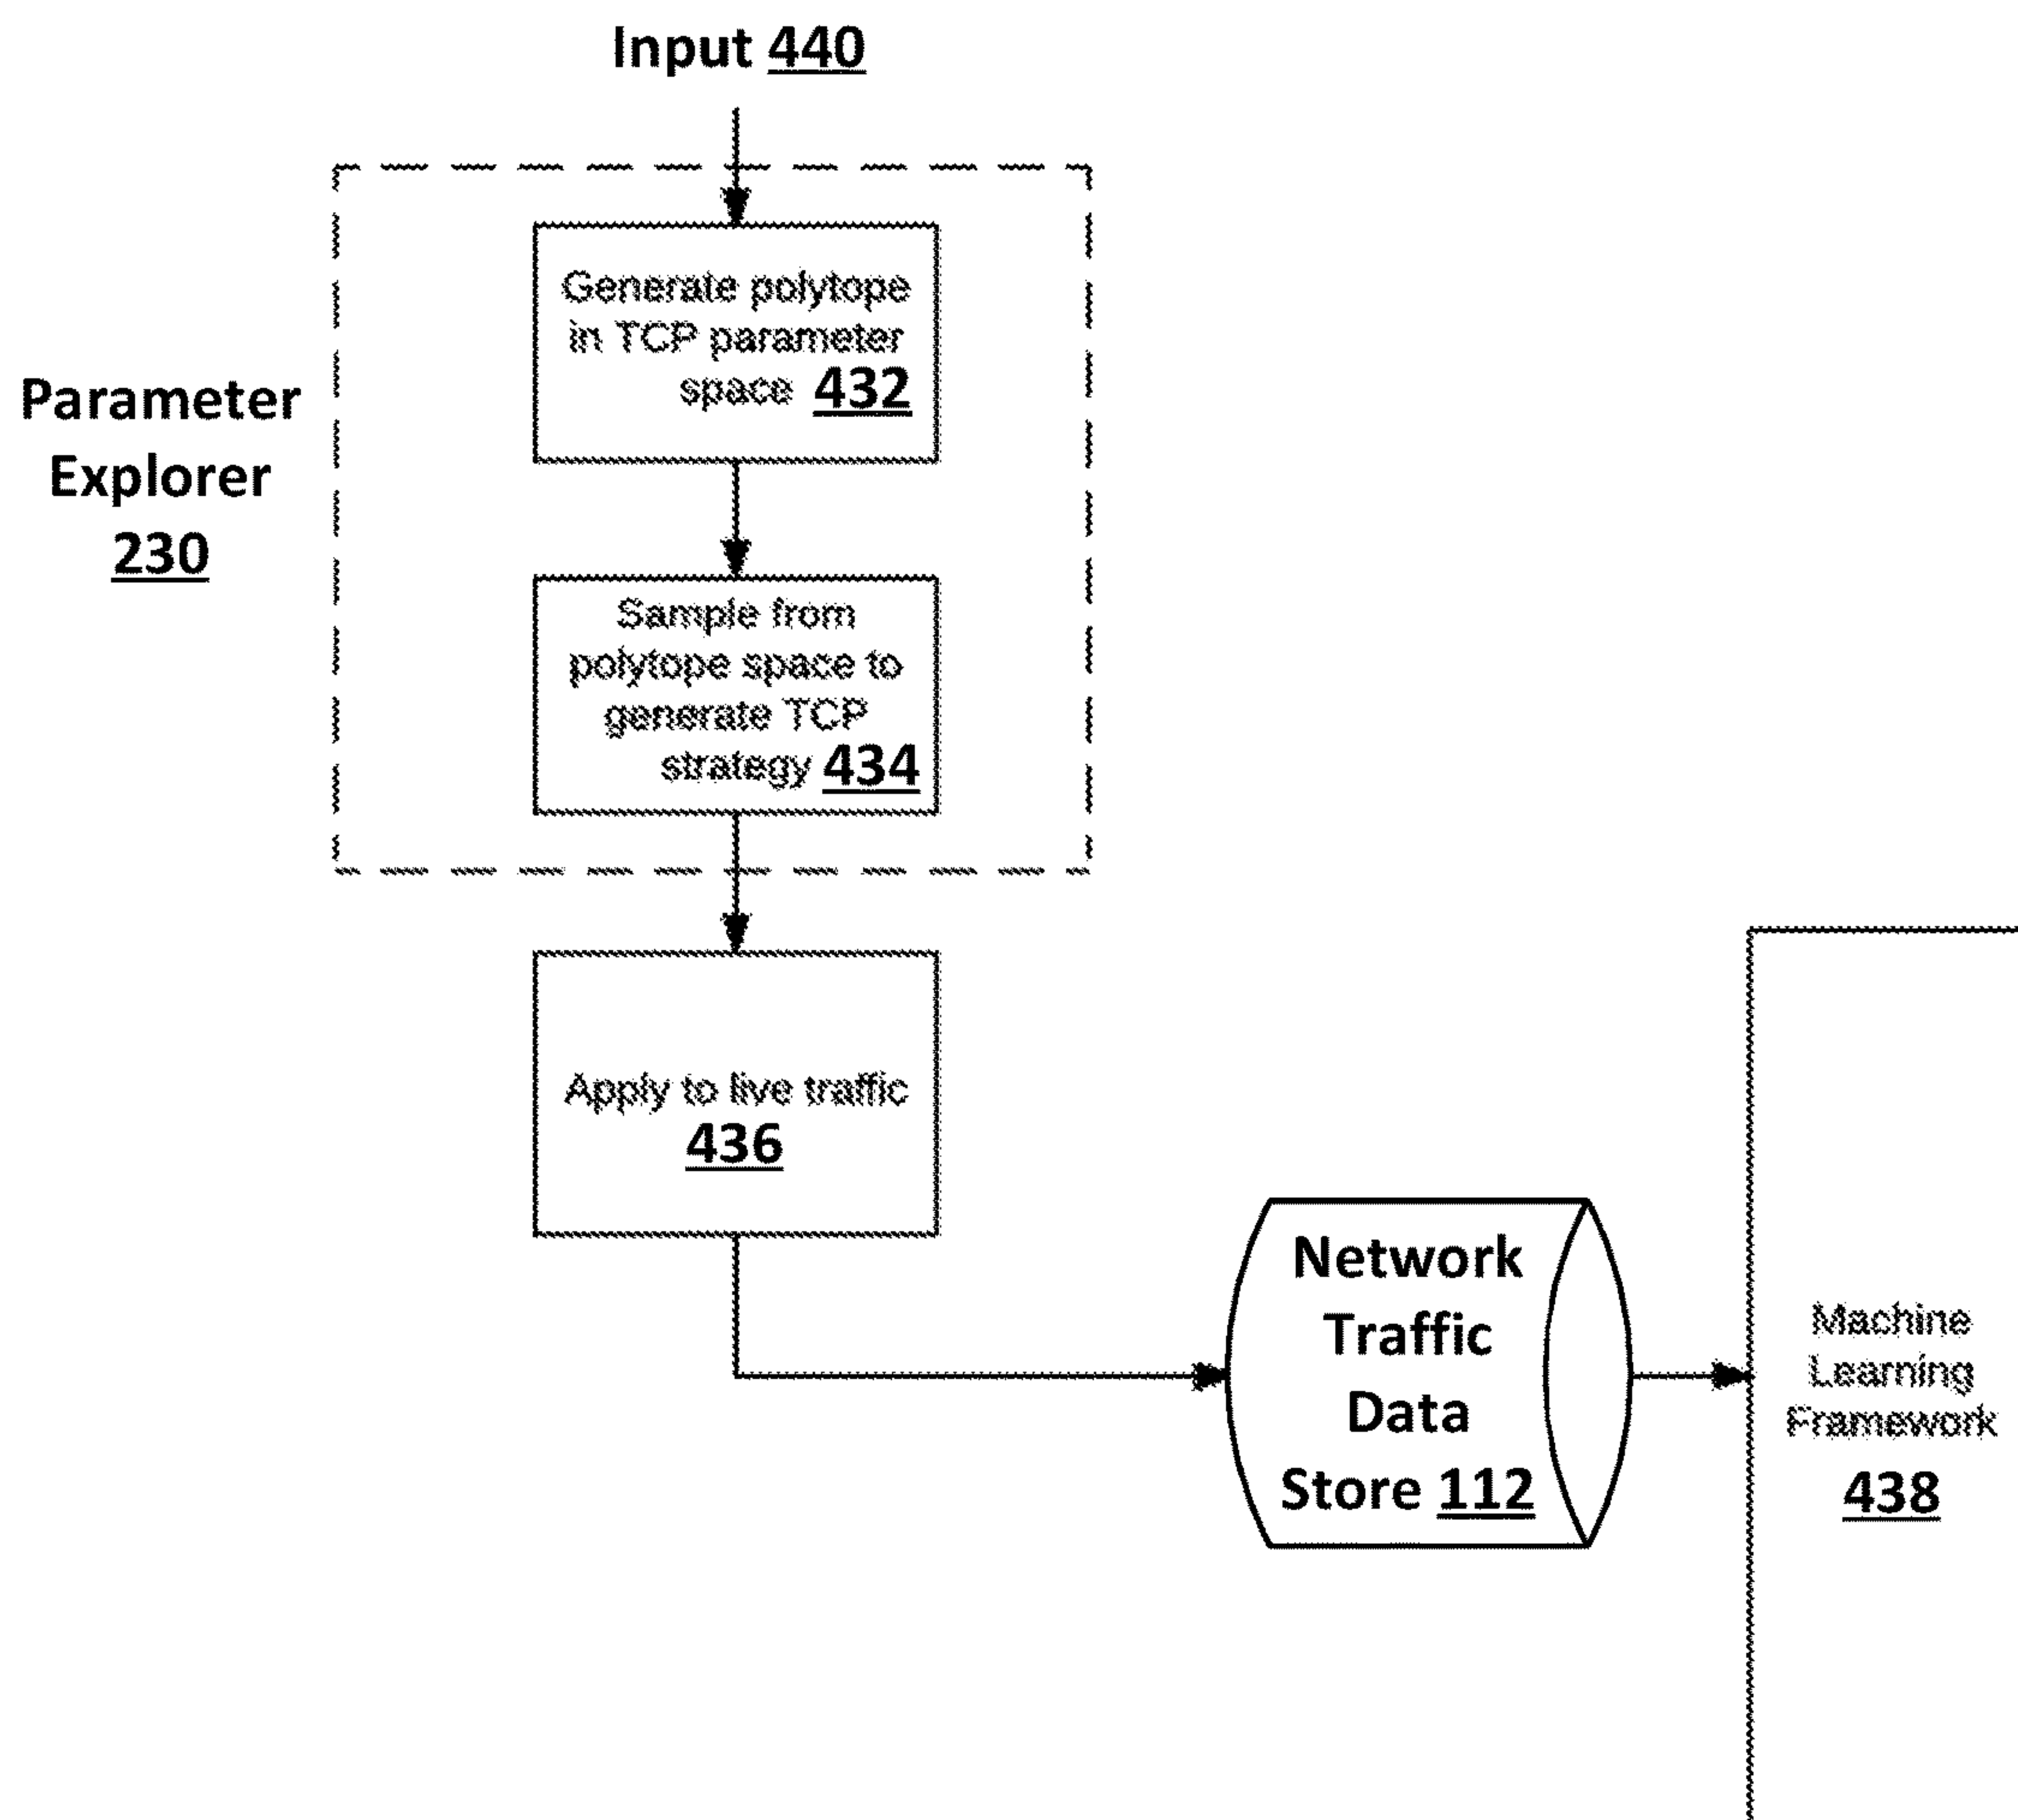 Input 440
Parameter
Explorer
230
Generate polytope
in TCP parameter
space 432
Sample from
polytope space to
generate TCP
strategy 434
Apply to live traffic
436
Network
Traffic
Data
Store 112
Machine
Learning
Framework
438